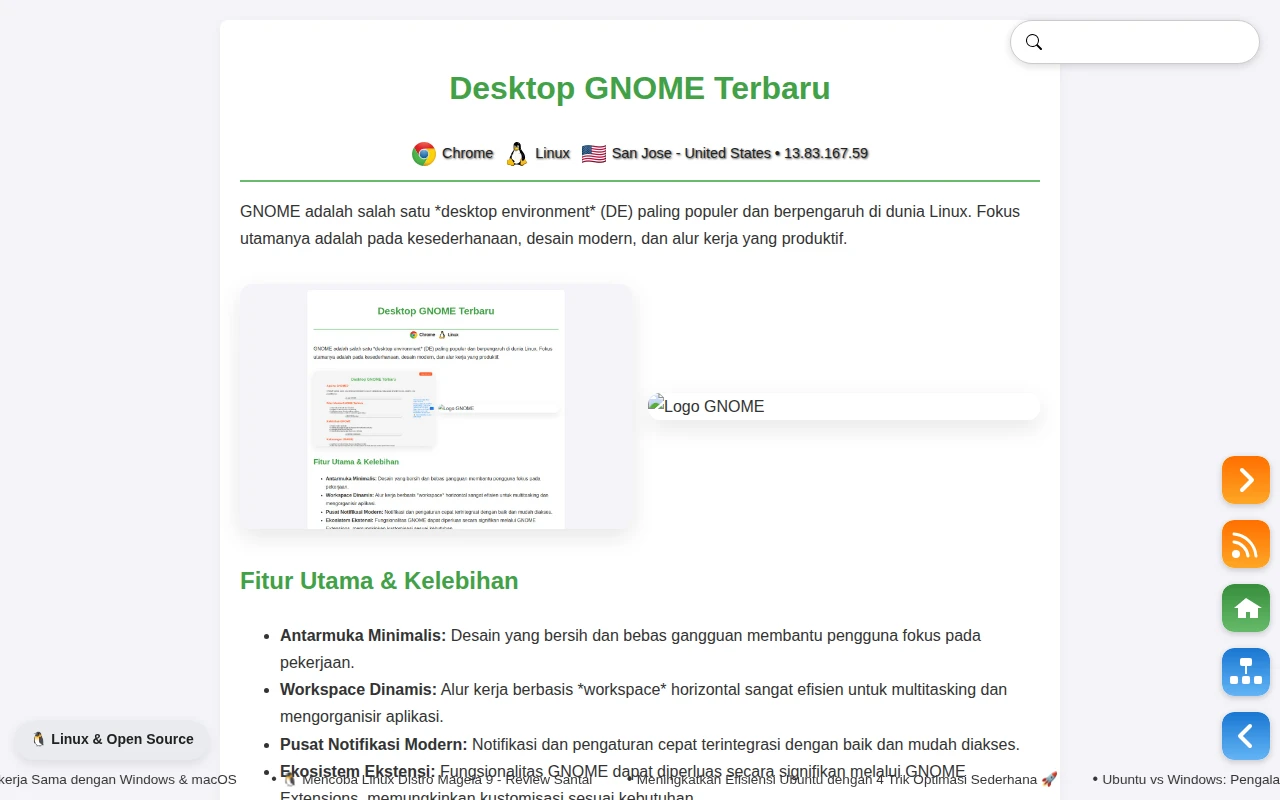 Desktop GNOME Terbaru
Chrome Linux San Jose - United States • 13.83.167.59
GNOME adalah salah satu *desktop environment* (DE) paling populer dan berpengaruh di dunia Linux. Fokus
utamanya adalah pada kesederhanaan, desain modern, dan alur kerja yang produktif.
Desktop GNOME Terbaru
Chrome Linux
GNOME adalah salah satu *desktop environment* (DE) paling populer dan berpengaruh di dunia Linux. Fokus
utamanya adalah pada kesederhanaan, desain modern, dan alur kerja yang produktif.
Desktop GNOME Terbaru
Logo GNOME
Fitur Utama & Kelebihan
Antarmuka Minimalis: Desain yang bersih dan bebas gangguan membantu pengguna fokus pada
pekerjaan.
Workspace Dinamis: Alur kerja berbasis *workspace* horizontal sangat efisien untuk multitasking dan
mengorganisir aplikasi.
Pusat Notifikasi Modern: Notifikasi dan pengaturan cepat terintegrasi dengan baik dan mudah diakses.
Ekosistem Ekstensi: Fungsionalitas GNOME dapat diperluas secara signifikan melalui GNOME
Extensions, memungkinkan kustomisasi sesuai kebutuhan.
Logo GNOME
Fitur Utama & Kelebihan
• Antarmuka Minimalis: Desain yang bersih dan bebas gangguan membantu pengguna fokus pada
pekerjaan.
• Workspace Dinamis: Alur kerja berbasis *workspace* horizontal sangat efisien untuk multitasking dan
mengorganisir aplikasi.
• Pusat Notifikasi Modern: Notifikasi dan pengaturan cepat terintegrasi dengan baik dan mudah diakses.
• Ekosistem Ekstensi: Fungsionalitas GNOME dapat diperluas secara signifikan melalui GNOME
Extensions, memungkinkan kustomisasi sesuai kebutuhan.
🐧 Linux & Open Source
kerja Sama dengan Windows & macOS • 🐧 Mencoba Linux Distro Mageia 9 - Review Santai • Meningkatkan Efisiensi Ubuntu dengan 4 Trik Optimasi Sederhana 🚀 • Ubuntu vs Windows: Pengala